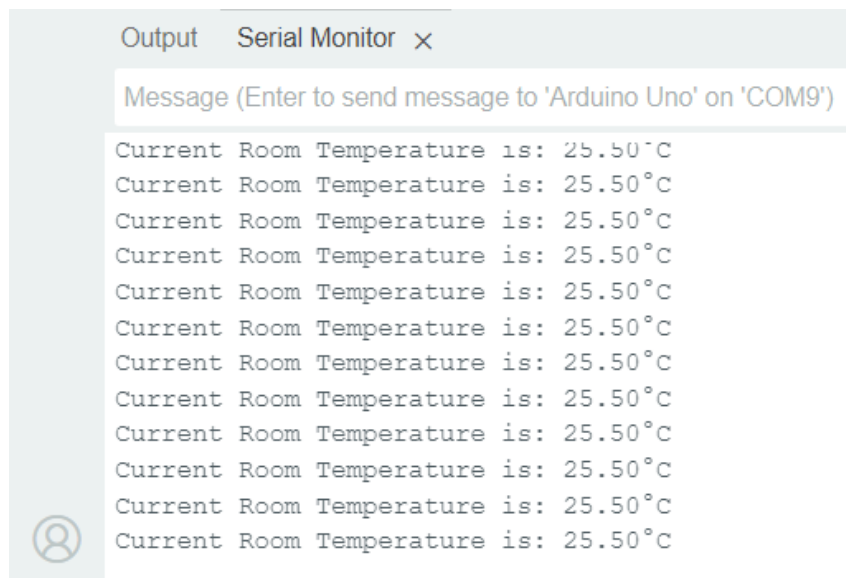 Output Serial Monitor ×
Message (Enter to send message to 'Arduino Uno' on 'COM9')
Current Room Temperature is: 25.50°C
Current Room Temperature is: 25.50°C
Current Room Temperature is: 25.50°C
Current Room Temperature is: 25.50°C
Current Room Temperature is: 25.50°C
Current Room Temperature is: 25.50°C
Current Room Temperature is: 25.50°C
Current Room Temperature is: 25.50°C
Current Room Temperature is: 25.50°C
Current Room Temperature is: 25.50°C
Current Room Temperature is: 25.50°C
Current Room Temperature is: 25.50°C